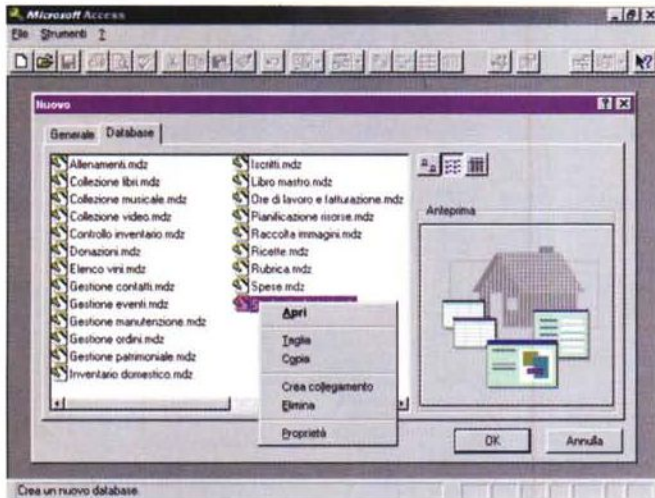 Microsoft Access
File Strumenti ?
Nuovo
Generale Database
Allenamenti.mdz
Collezione libri.mdz
Collezione musicale.mdz
Collezione video.mdz
Controllo inventario.mdz
Donazioni.mdz
Elenco vini.mdz
Gestione contatti.mdz
Gestione eventi.mdz
Gestione manutenzione.mdz
Gestione ordini.mdz
Gestione patrimoniale.mdz
Inventario domestico.mdz
Iscritti.mdz
Libro mastro.mdz
Ore di lavoro e fatturazione.mdz
Pianificazione risorse.mdz
Raccolta immagini.mdz
Ricette.mdz
Rubrica.mdz
Spese.mdz
Apri
Taglia
Copia
Crea collegamento
Elimina
Proprietà
Anteprima
OK Annulla
Crea un nuovo database